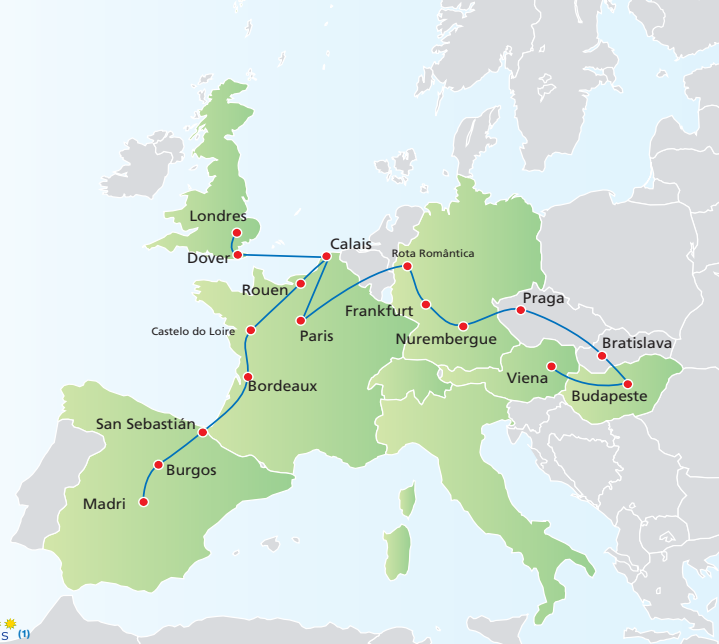 Londres
Dover
Calais
Rota Romântica
Rouen
Praga
Frankfurt
Castelo do Loire
Paris
Nurembergue
Bratislava
Viena
Bordeaux
Budapeste
San Sebastián
Burgos
Madri
S (1)